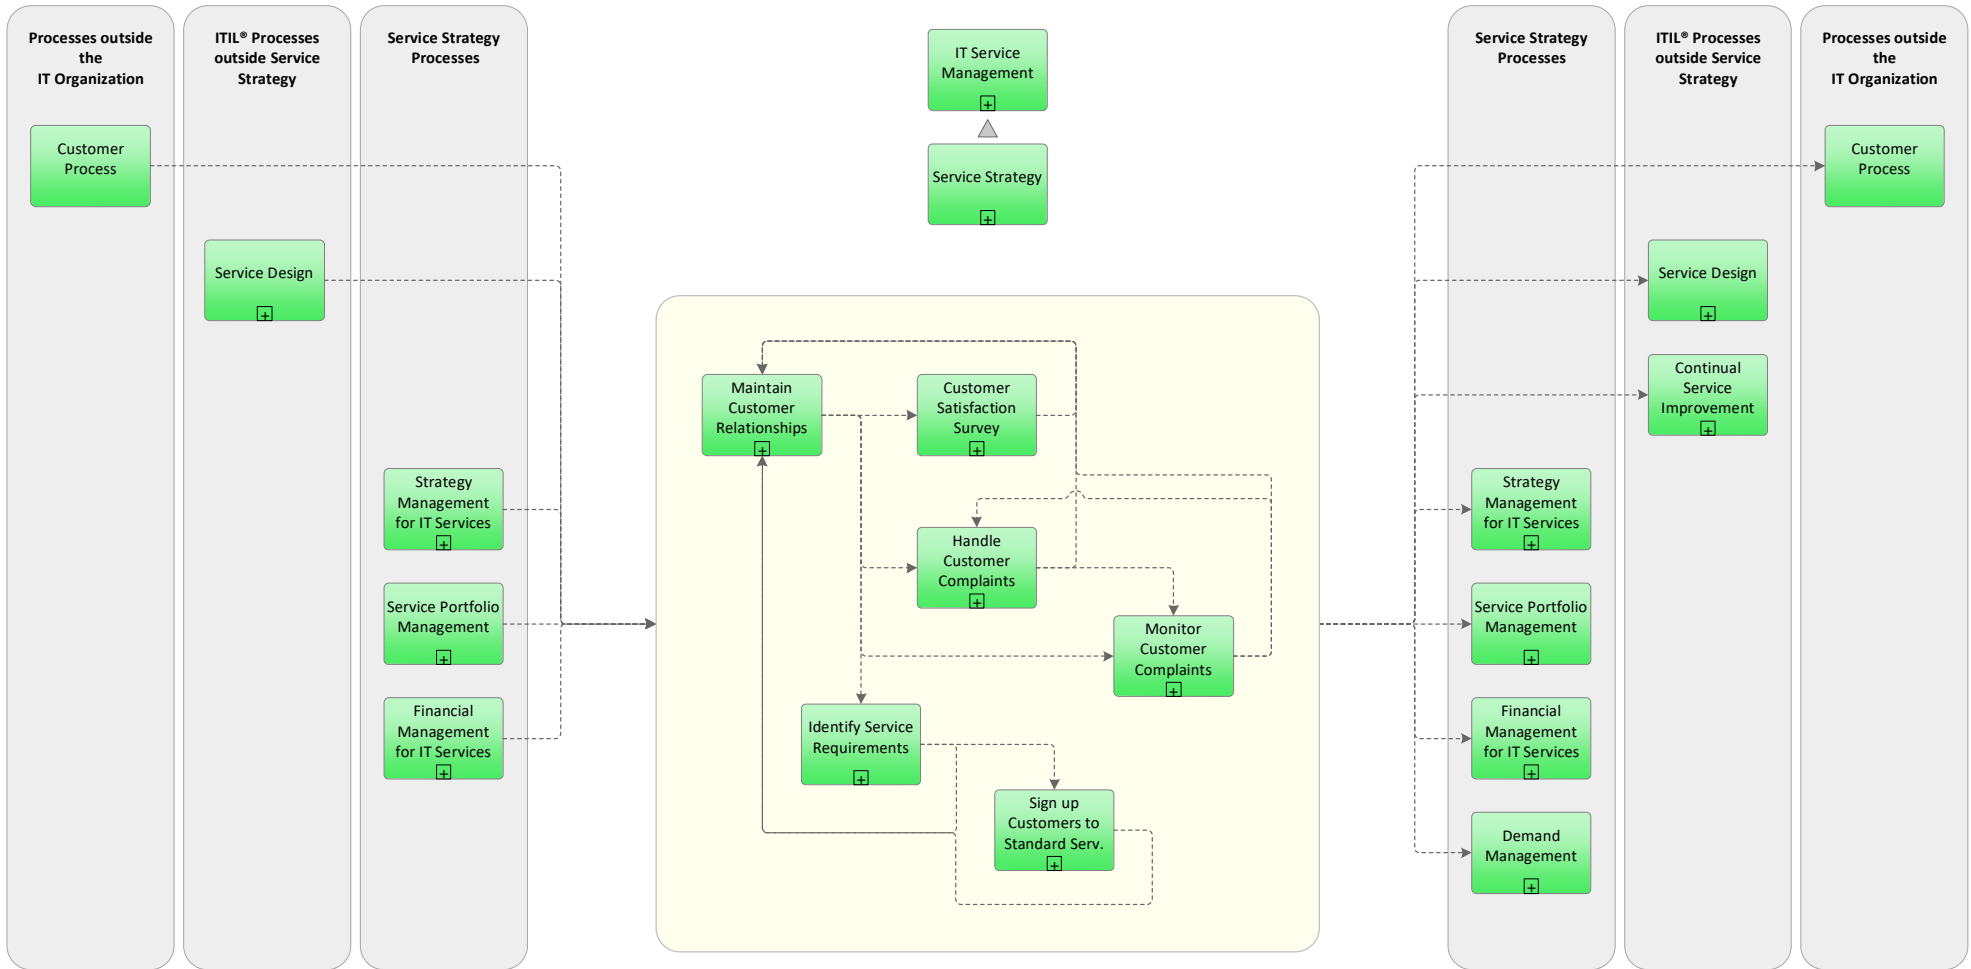 Processes outside
the
IT Organization
Customer
Process
ITIL® Processes
outside Service
Strategy
Service Design
Service Strategy
Processes
Strategy
Management
for IT Services
Service Portfolio
Management
Financial
Management
for IT Services
IT Service
Management
Service Strategy
Maintain
Customer
Relationships
Customer
Satisfaction
Survey
Handle
Customer
Complaints
Monitor
Customer
Complaints
Identify Service
Requirements
Sign up
Customers to
Standard Serv.
Service Strategy
Processes
Strategy
Management
for IT Services
Service Portfolio
Management
Financial
Management
for IT Services
Demand
Management
ITIL® Processes
outside Service
Strategy
Service Design
Continual
Service
Improvement
Processes outside
the
IT Organization
Customer
Process